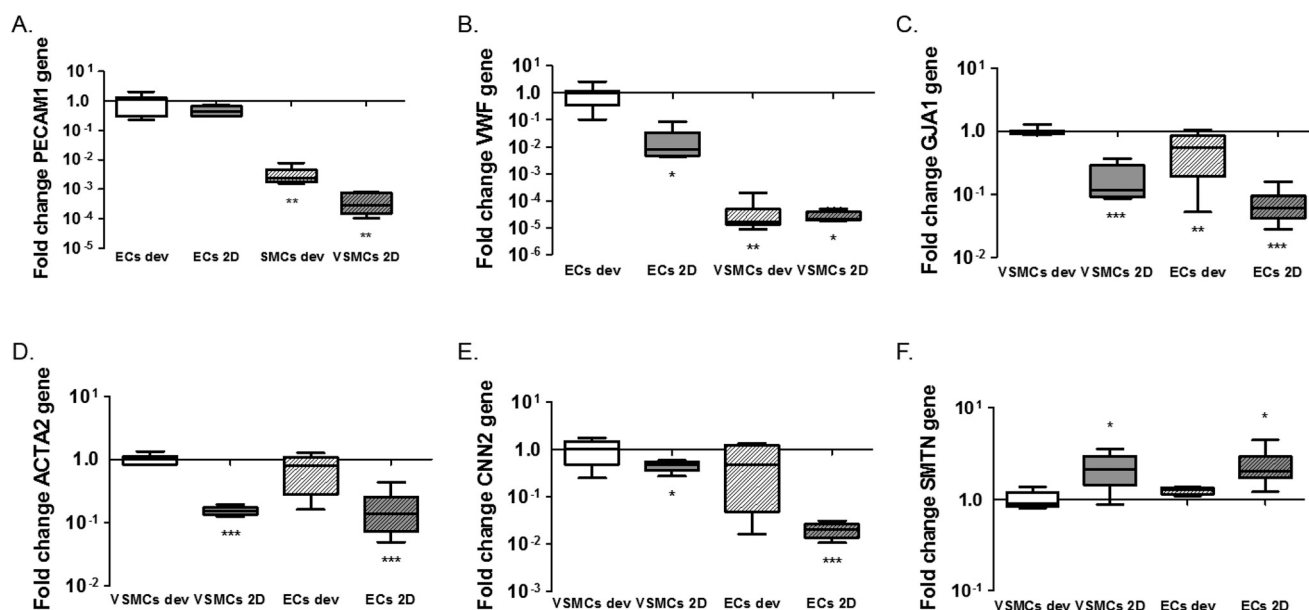 A.
Fold change PECAM1 gene
10¹
1.0
10⁻¹
10⁻²
10⁻³
10⁻⁴
10⁻⁵
**
**
ECs dev ECs 2D SMCs dev VSMCs 2D
B.
Fold change VWF gene
10¹
1.0
10⁻¹
10⁻²
10⁻³
10⁻⁴
10⁻⁵
10⁻⁶
*
**
***
*
ECs dev ECs 2D VSMCs dev VSMCs 2D
C.
Fold change GJA1 gene
10¹
1.0
10⁻¹
10⁻²
***
**
***
VSMCs dev VSMCs 2D ECs dev ECs 2D
D.
Fold change ACTA2 gene
10¹
1.0
10⁻¹
10⁻²
***
***
VSMCs dev VSMCs 2D ECs dev ECs 2D
E.
Fold change CNN2 gene
10¹
1.0
10⁻¹
10⁻²
10⁻³
*
***
VSMCs dev VSMCs 2D ECs dev ECs 2D
F.
Fold change SMTN gene
10¹
1.0
10⁻¹
*
*
VSMCs dev VSMCs 2D ECs dev ECs 2D